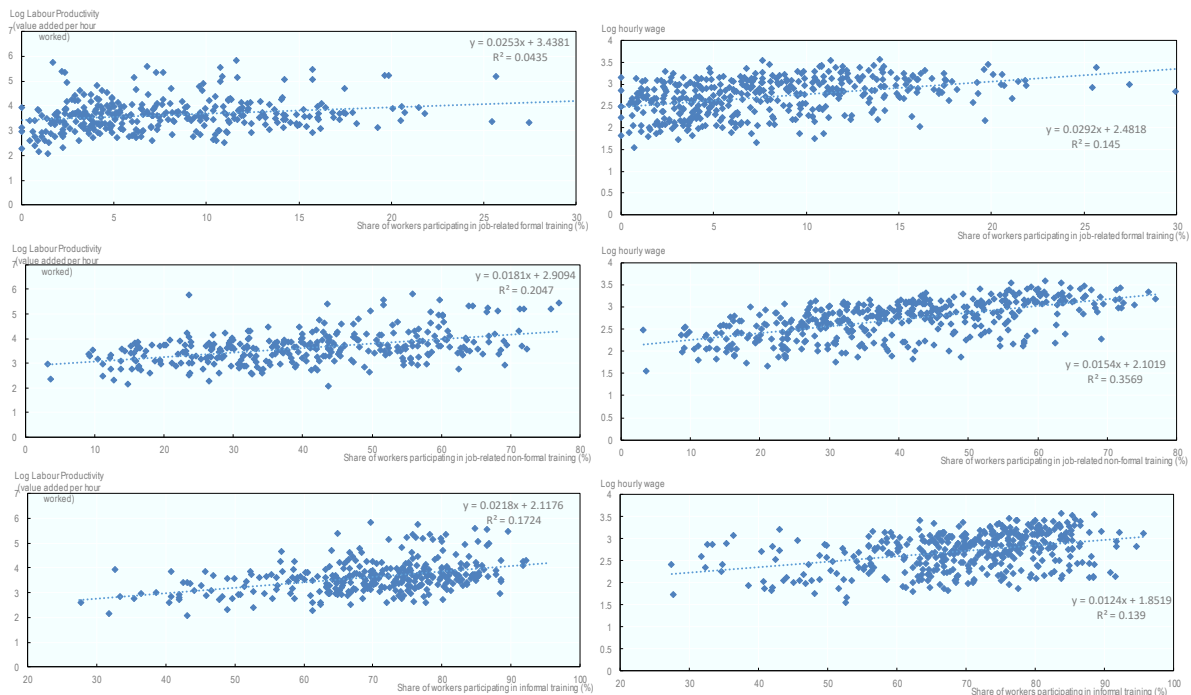 Log Labour Productivity
(value added per hour
worked)
7
6
5
4
3
2
1
0
y = 0.0253x + 3.4381
R² = 0.0435
0 5 10 15 20 25 30
Share of workers participating in job-related formal training (%)
Log hourly wage
4
3.5
3
2.5
2
1.5
1
0.5
0
y = 0.0292x + 2.4818
R² = 0.145
0 5 10 15 20 25 30
Share of workers participating in job-related formal training (%)
Log Labour Productivity
(value added per hour
worked)
7
6
5
4
3
2
1
0
y = 0.0181x + 2.9094
R² = 0.2047
0 10 20 30 40 50 60 70 80
Share of workers participating in job-related non-formal training (%)
Log hourly wage
4
3.5
3
2.5
2
1.5
1
0.5
0
y = 0.0154x + 2.1019
R² = 0.3569
0 10 20 30 40 50 60 70 80
Share of workers participating in job-related non-formal training (%)
Log Labour Productivity
(value added per hour
worked)
7
6
5
4
3
2
1
0
y = 0.0218x + 2.1176
R² = 0.1724
20 30 40 50 60 70 80 90 100
Share of workers participating in informal training (%)
Log hourly wage
4
3.5
3
2.5
2
1.5
1
0.5
0
y = 0.0124x + 1.8519
R² = 0.139
20 30 40 50 60 70 80 90 100
Share of workers participating in informal training (%)